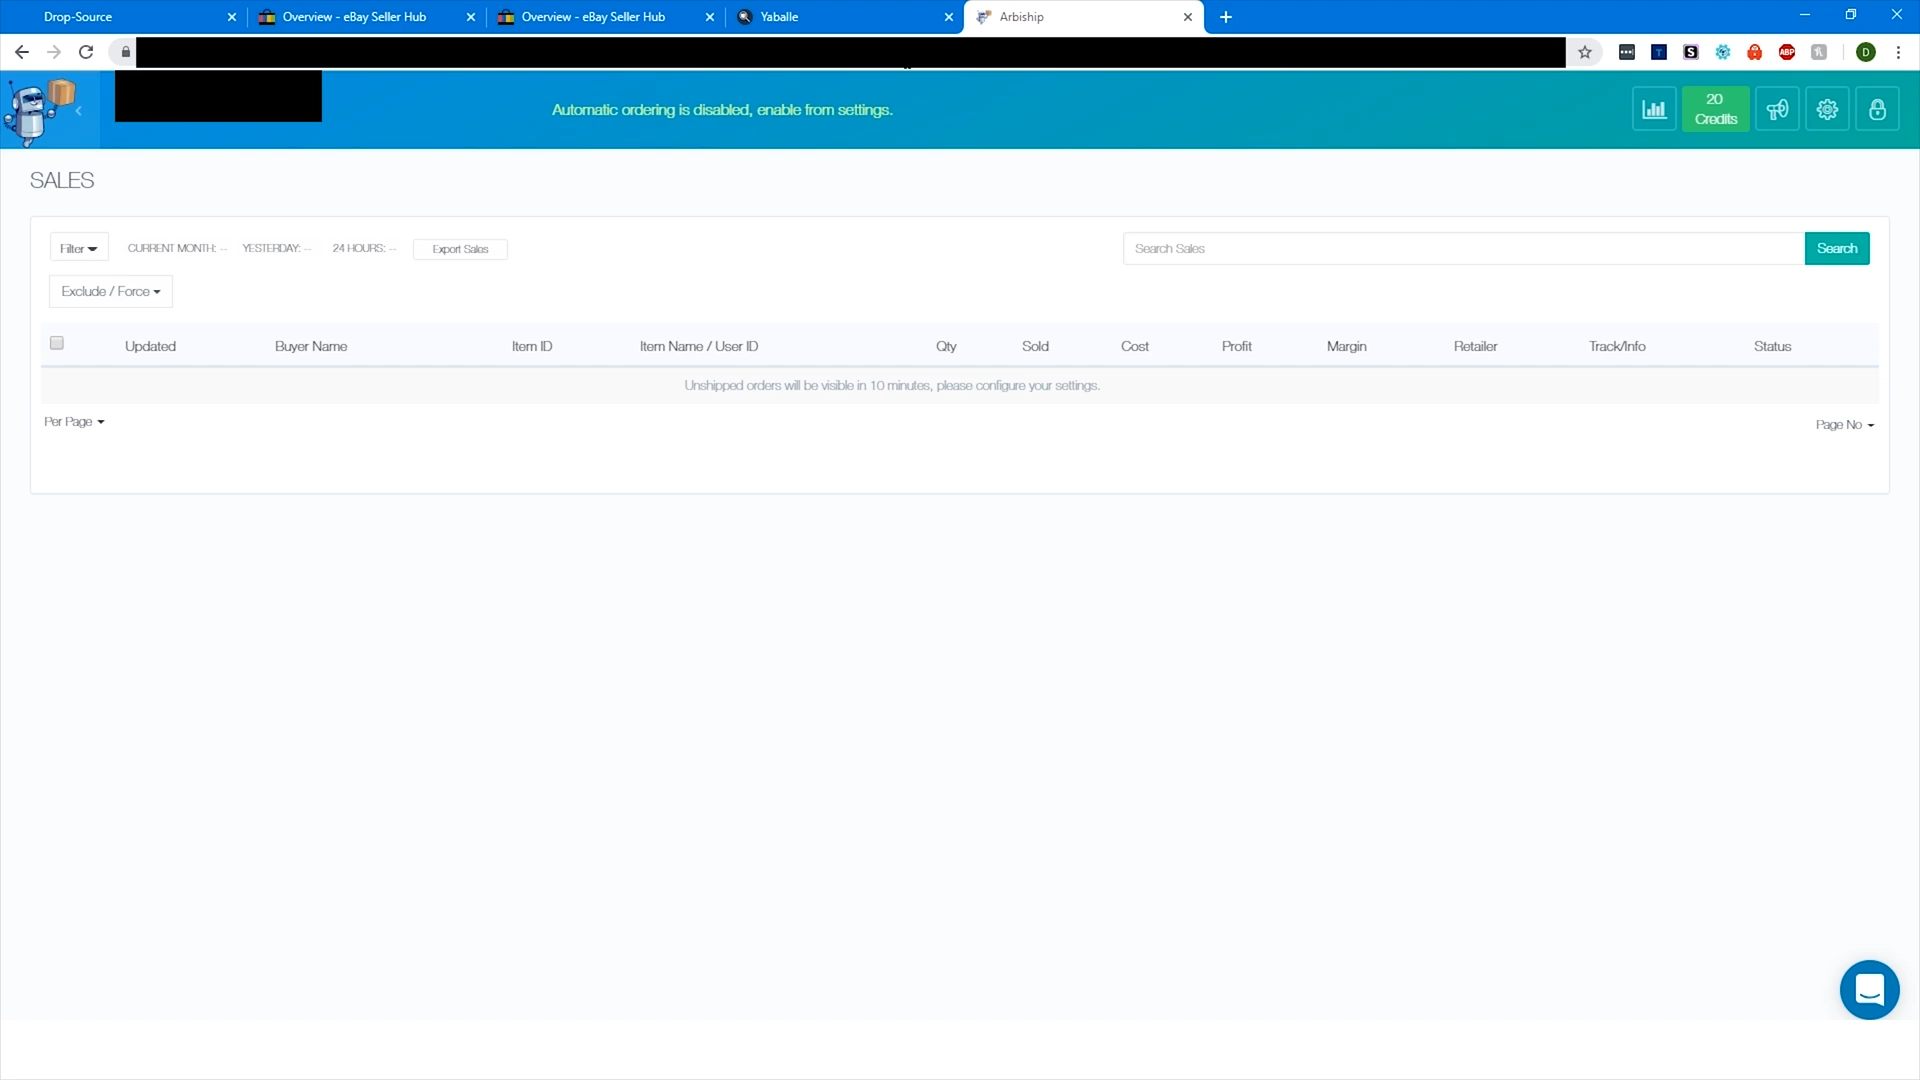 Drop-Source
Overview - eBay Seller Hub
Overview - eBay Seller Hub
Yaballe
Arbiship
T
S
ABP
D
Automatic ordering is disabled, enable from settings.
20
Credits
SALES
Filter
CURRENT MONTH: --
YESTERDAY: --
24 HOURS: --
Export Sales
Search Sales
Search
Exclude / Force
Updated
Buyer Name
Item ID
Item Name / User ID
Qty
Sold
Cost
Profit
Margin
Retailer
Track/Info
Status
Unshipped orders will be visible in 10 minutes, please configure your settings.
Per Page
Page No